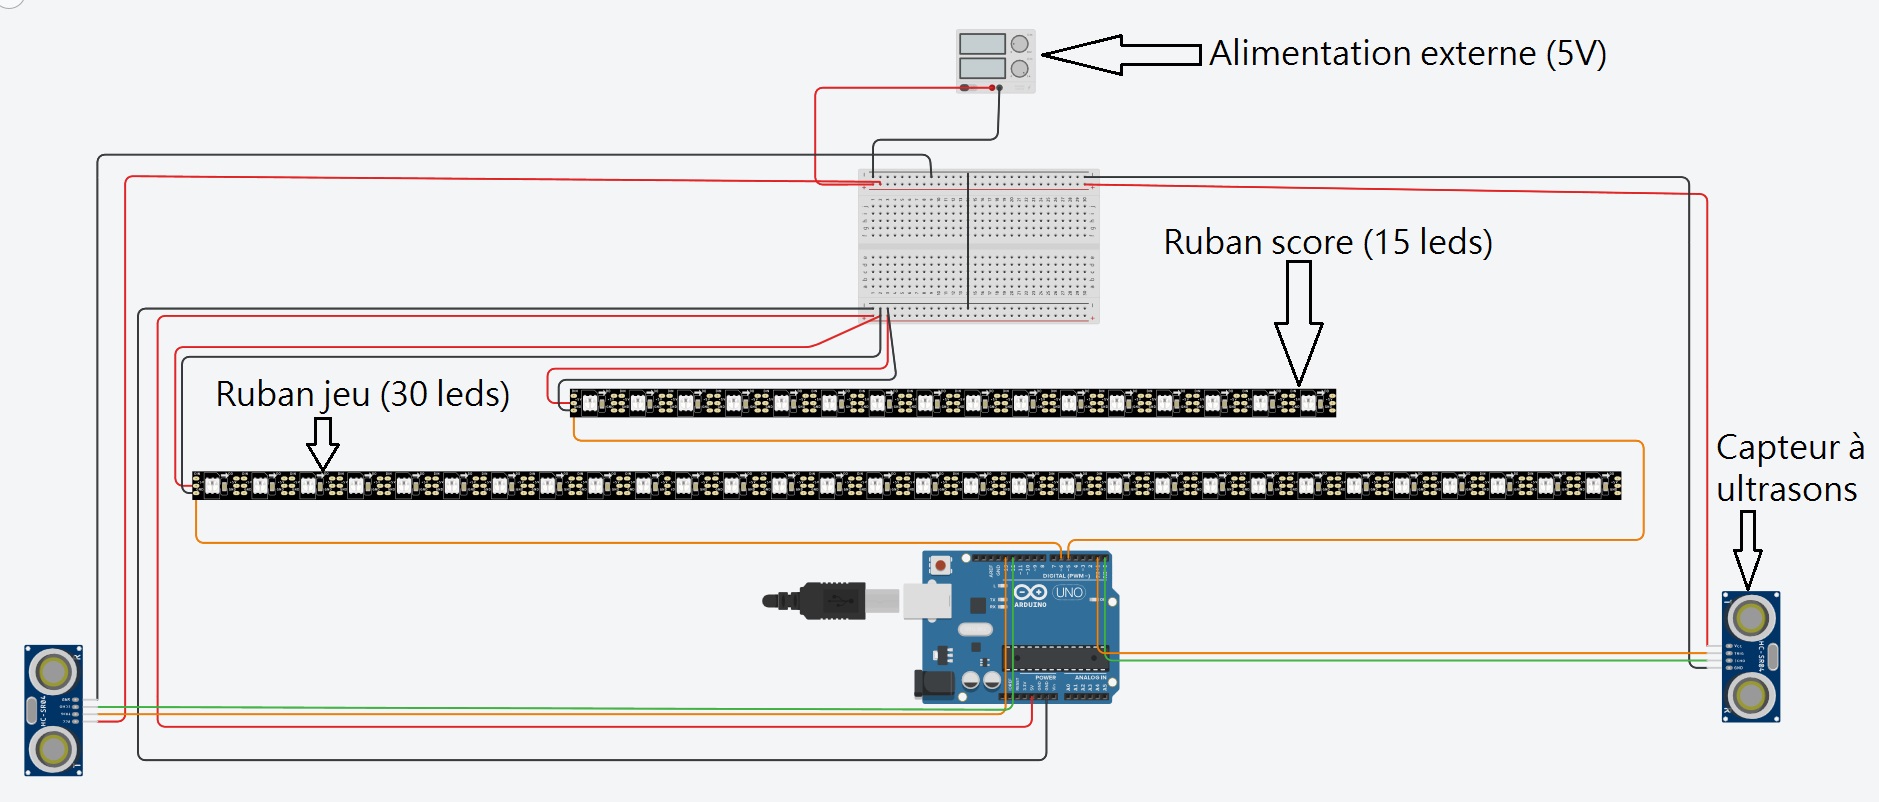 Alimentation externe (5V)
Ruban score (15 leds)
Ruban jeu (30 leds)
Capteur à
ultrasons
DIGITAL (PWM~)
UNO
ARDUINO
POWER
ANALOG IN
HC-SR04
HC-SR04